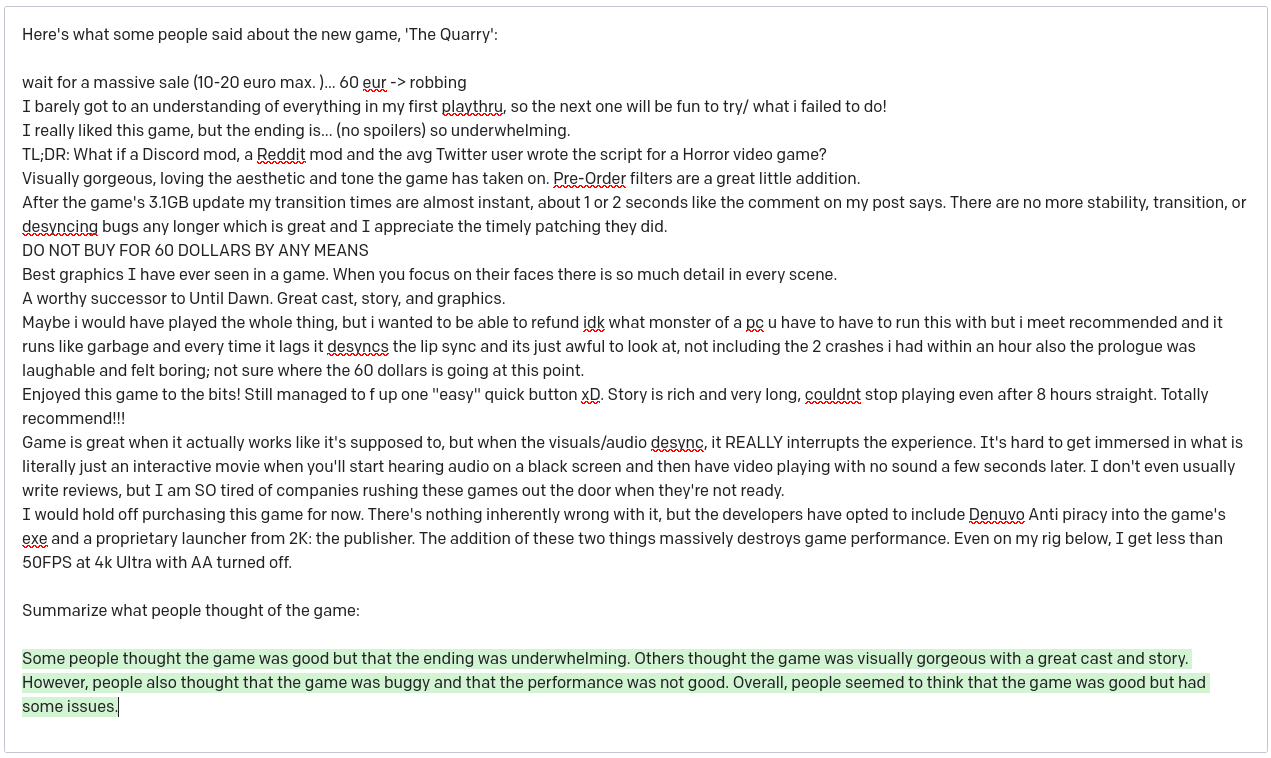 Here's what some people said about the new game, 'The Quarry':
wait for a massive sale (10-20 euro max. )... 60 eur -> robbing
I barely got to an understanding of everything in my first playthru, so the next one will be fun to try/ what i failed to do!
I really liked this game, but the ending is... (no spoilers) so underwhelming.
TL;DR: What if a Discord mod, a Reddit mod and the avg Twitter user wrote the script for a Horror video game?
Visually gorgeous, loving the aesthetic and tone the game has taken on. Pre-Order filters are a great little addition.
After the game's 3.1GB update my transition times are almost instant, about 1 or 2 seconds like the comment on my post says. There are no more stability, transition, or
desyncing bugs any longer which is great and I appreciate the timely patching they did.
DO NOT BUY FOR 60 DOLLARS BY ANY MEANS
Best graphics I have ever seen in a game. When you focus on their faces there is so much detail in every scene.
A worthy successor to Until Dawn. Great cast, story, and graphics.
Maybe i would have played the whole thing, but i wanted to be able to refund idk what monster of a pc u have to have to run this with but i meet recommended and it
runs like garbage and every time it lags it desyncs the lip sync and its just awful to look at, not including the 2 crashes i had within an hour also the prologue was
laughable and felt boring; not sure where the 60 dollars is going at this point.
Enjoyed this game to the bits! Still managed to f up one "easy" quick button xD. Story is rich and very long, couldnt stop playing even after 8 hours straight. Totally
recommend!!!
Game is great when it actually works like it's supposed to, but when the visuals/audio desync, it REALLY interrupts the experience. It's hard to get immersed in what is
literally just an interactive movie when you'll start hearing audio on a black screen and then have video playing with no sound a few seconds later. I don't even usually
write reviews, but I am SO tired of companies rushing these games out the door when they're not ready.
I would hold off purchasing this game for now. There's nothing inherently wrong with it, but the developers have opted to include Denuvo Anti piracy into the game's
exe and a proprietary launcher from 2K: the publisher. The addition of these two things massively destroys game performance. Even on my rig below, I get less than
50FPS at 4k Ultra with AA turned off.
Summarize what people thought of the game:
Some people thought the game was good but that the ending was underwhelming. Others thought the game was visually gorgeous with a great cast and story.
However, people also thought that the game was buggy and that the performance was not good. Overall, people seemed to think that the game was good but had
some issues.